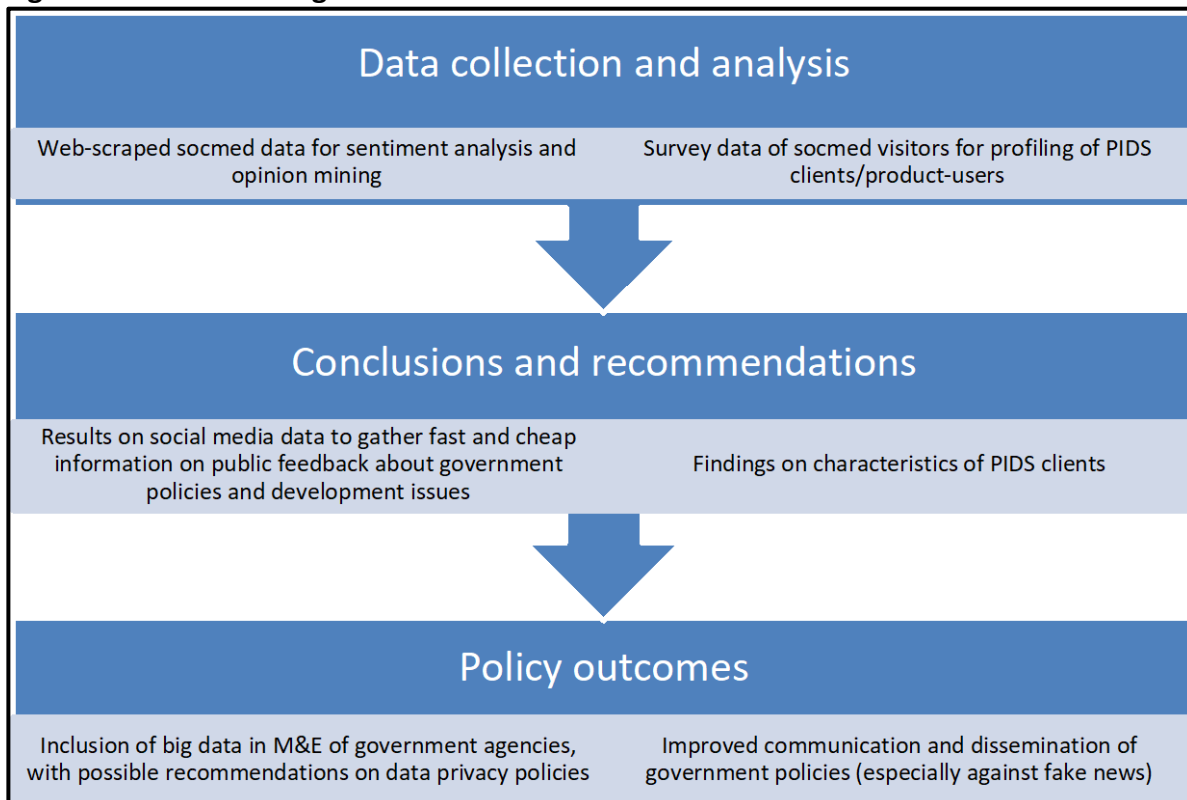 Data collection and analysis
Web-scraped socmed data for sentiment analysis and
opinion mining
Survey data of socmed visitors for profiling of PIDS
clients/product-users
Conclusions and recommendations
Results on social media data to gather fast and cheap
information on public feedback about government
policies and development issues
Findings on characteristics of PIDS clients
Policy outcomes
Inclusion of big data in M&E of government agencies,
with possible recommendations on data privacy policies
Improved communication and dissemination of
government policies (especially against fake news)